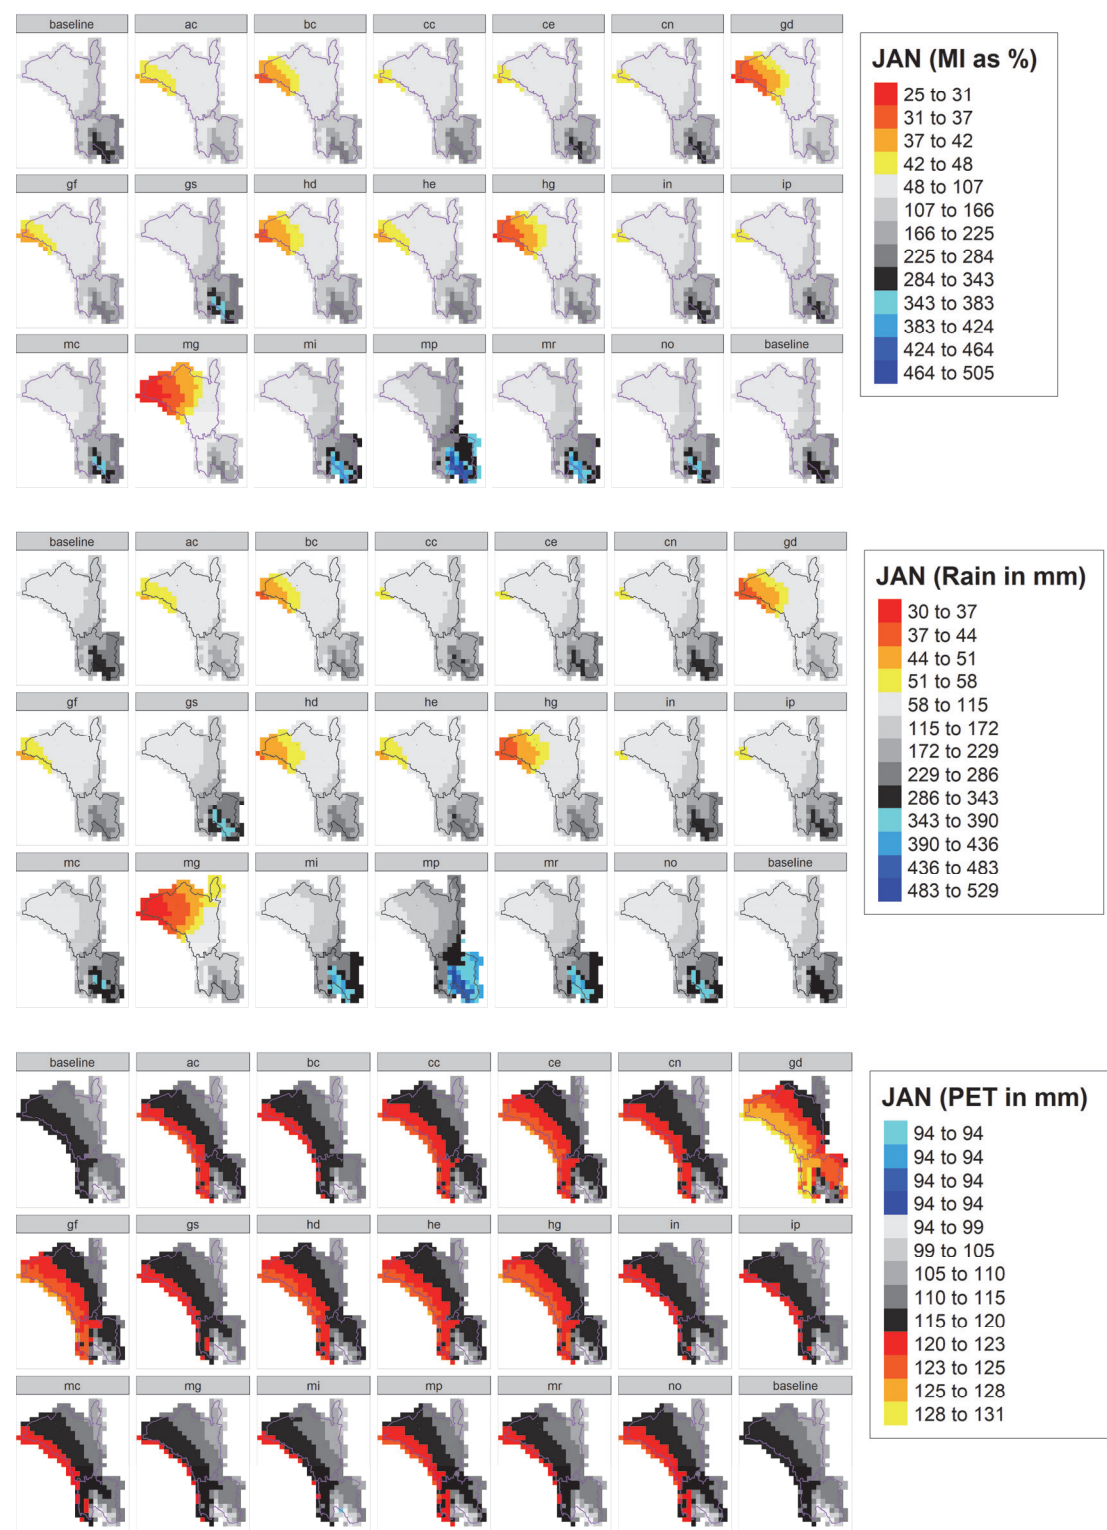 baseline ac bc cc ce cn gd
gf gs hd he hg in ip
mc mg mi mp mr no baseline
JAN (MI as %)
25 to 31
31 to 37
37 to 42
42 to 48
48 to 107
107 to 166
166 to 225
225 to 284
284 to 343
343 to 383
383 to 424
424 to 464
464 to 505
baseline ac bc cc ce cn gd
gf gs hd he hg in ip
mc mg mi mp mr no baseline
JAN (Rain in mm)
30 to 37
37 to 44
44 to 51
51 to 58
58 to 115
115 to 172
172 to 229
229 to 286
286 to 343
343 to 390
390 to 436
436 to 483
483 to 529
baseline ac bc cc ce cn gd
gf gs hd he hg in ip
mc mg mi mp mr no baseline
JAN (PET in mm)
94 to 94
94 to 94
94 to 94
94 to 94
94 to 99
99 to 105
105 to 110
110 to 115
115 to 120
120 to 123
123 to 125
125 to 128
128 to 131